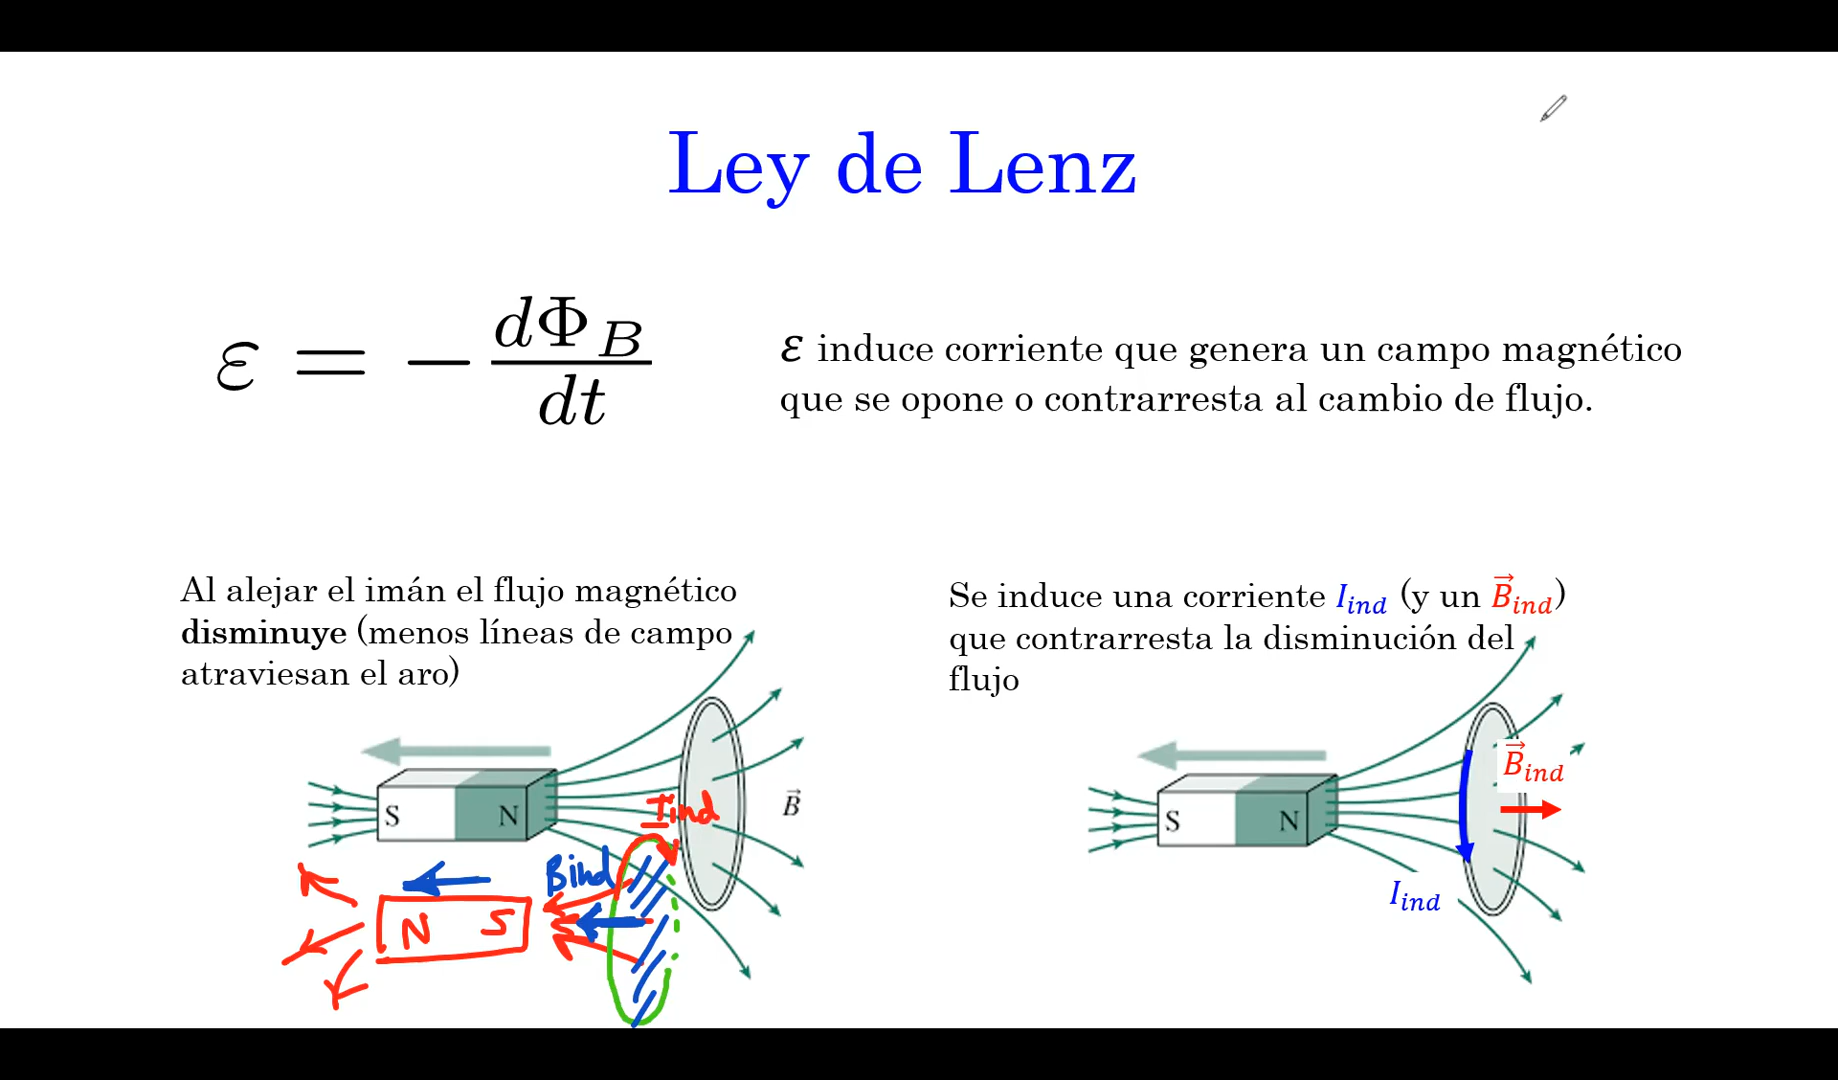 Ley de Lenz
ε = − dΦ_B / dt
ε induce corriente que genera un campo magnético
que se opone o contrarresta al cambio de flujo.
Al alejar el imán el flujo magnético
disminuye (menos líneas de campo
atraviesan el aro)
S N
B⃗
Iind
Bind
N S
Se induce una corriente I_ind (y un B⃗_ind)
que contrarresta la disminución del
flujo
B⃗_ind
S N
I_ind